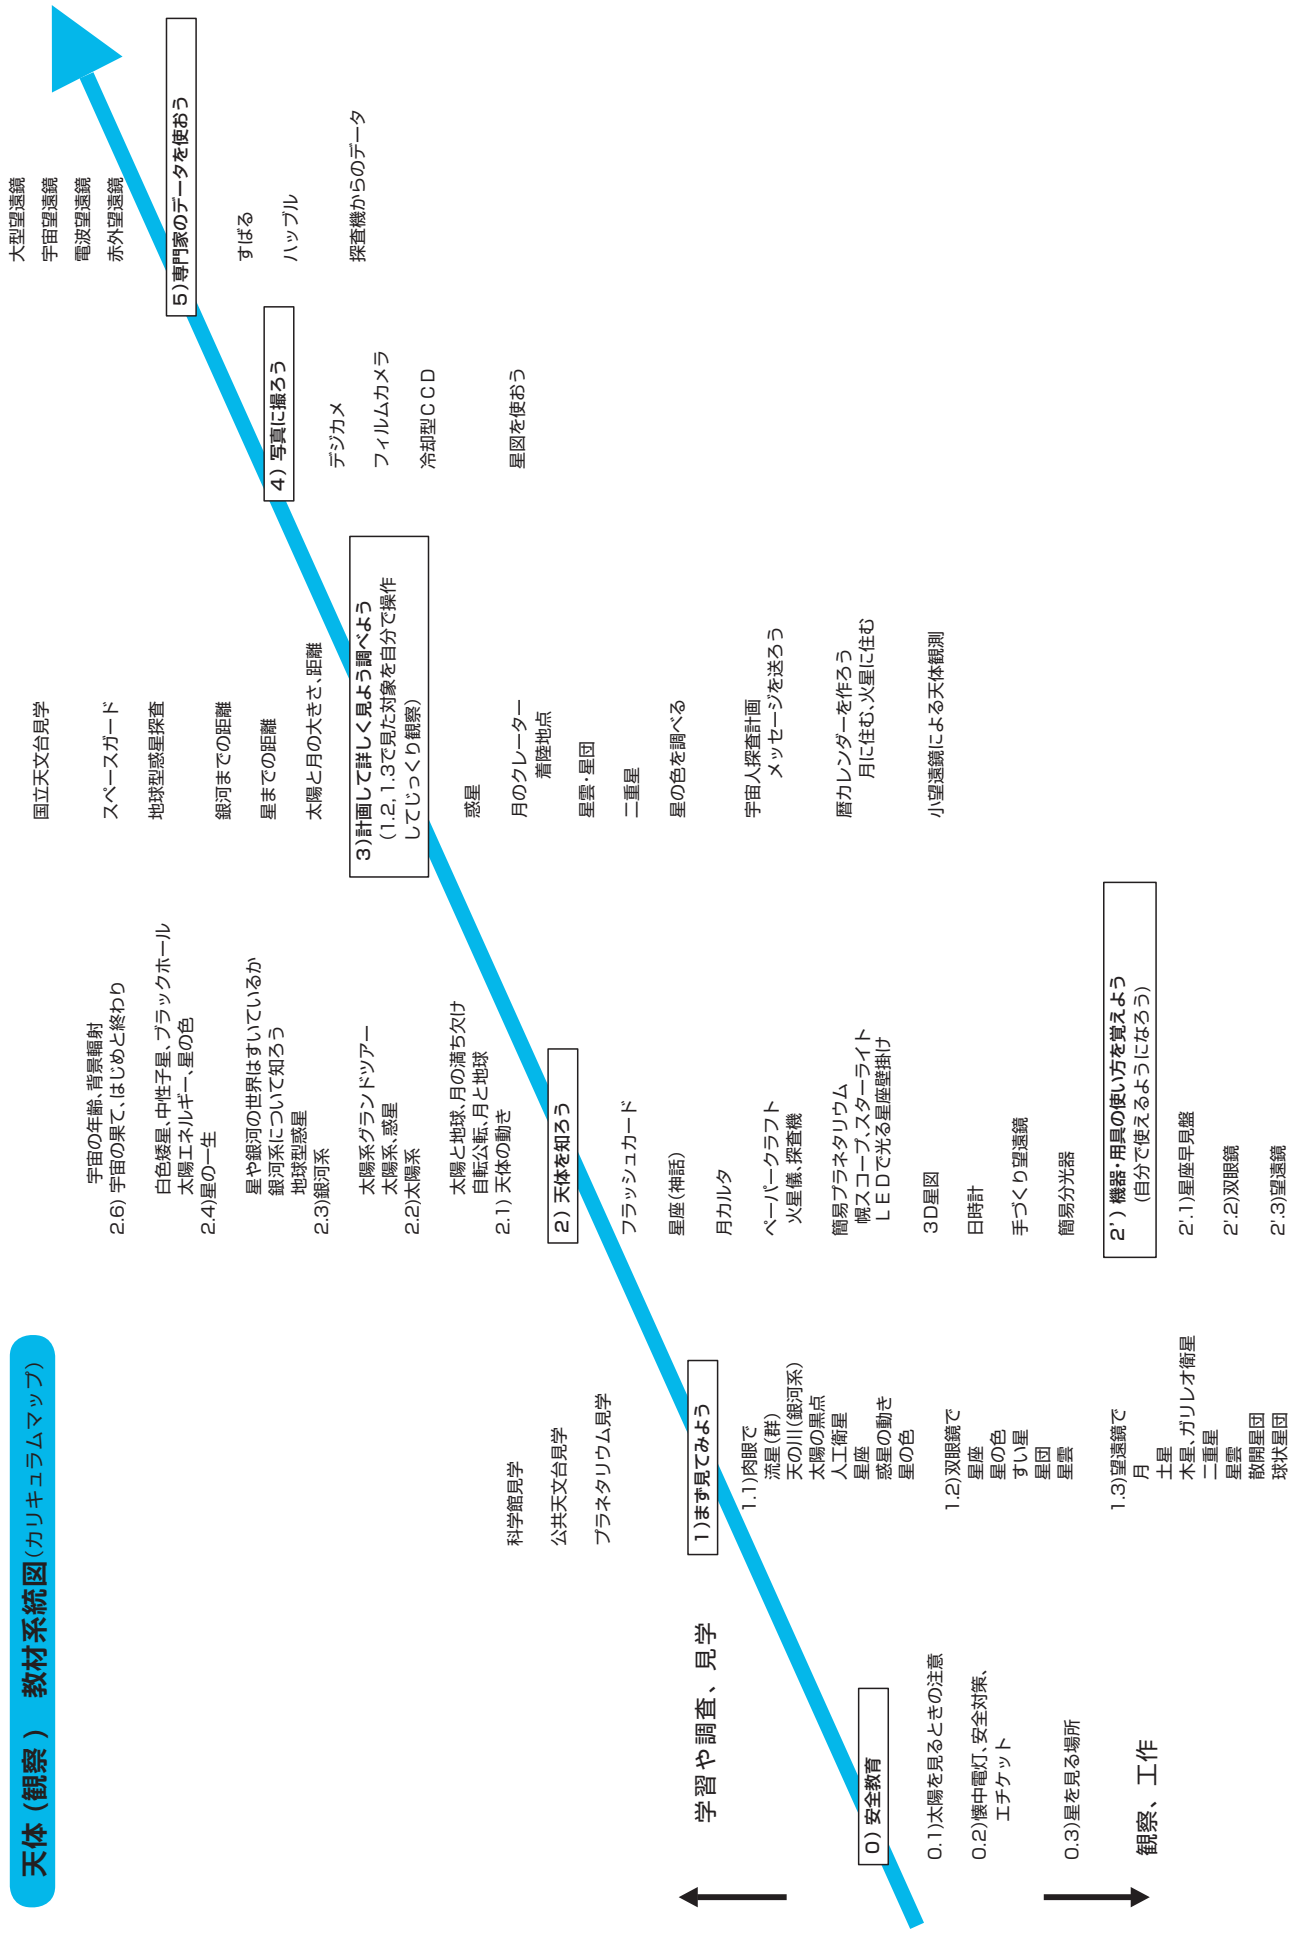 天体（観察）　教材系統図（カリキュラムマップ）
学習や調査、見学
0）安全教育
0.1）太陽を見るときの注意
0.2）懐中電灯、安全対策、
エチケット
0.3）星を見る場所
観察、工作
科学館見学
公共天文台見学
プラネタリウム見学
1）まず見てみよう
1.1）肉眼で
流星（群）
天の川（銀河系）
太陽の黒点
人工衛星
星座
惑星の動き
星の色
1.2）双眼鏡で
星座
星の色
すい星
星団
星雲
1.3）望遠鏡で
月
土星
木星、ガリレオ衛星
二重星
星雲
散開星団
球状星団
宇宙の年齢、背景輻射
2.6）宇宙の果て、はじめと終わり
白色矮星、中性子星、ブラックホール
太陽エネルギー、星の色
2.4）星の一生
星や銀河の世界はすいているか
銀河系について知ろう
地球型惑星
2.3）銀河系
太陽系グランドツアー
太陽系、惑星
2.2）太陽系
太陽と地球、月の満ち欠け
自転公転、月と地球
2.1）天体の動き
2）天体を知ろう
フラッシュカード
星座（神話）
月カルタ
ペーパークラフト
火星儀、探査機
簡易プラネタリウム
幌スコープ、スターライト
ＬＥＤで光る星座壁掛け
3D星図
日時計
手づくり望遠鏡
簡易分光器
2’）機器・用具の使い方を覚えよう
（自分で使えるようになろう）
2’.1）星座早見盤
2’.2）双眼鏡
2’.3）望遠鏡
国立天文台見学
スペースガード
地球型惑星探査
銀河までの距離
星までの距離
太陽と月の大きさ、距離
3）計画して詳しく見よう調べよう
（1.2，1.3で見た対象を自分で操作
してじっくり観察）
惑星
月のクレーター
着陸地点
星雲・星団
二重星
星の色を調べる
宇宙人探査計画
メッセージを送ろう
暦カレンダーを作ろう
月に住む、火星に住む
小望遠鏡による天体観測
4）写真に撮ろう
デジカメ
フィルムカメラ
冷却型ＣＣＤ
星図を使おう
大型望遠鏡
宇宙望遠鏡
電波望遠鏡
赤外望遠鏡
5）専門家のデータを使おう
すばる
ハッブル
探査機からのデータ